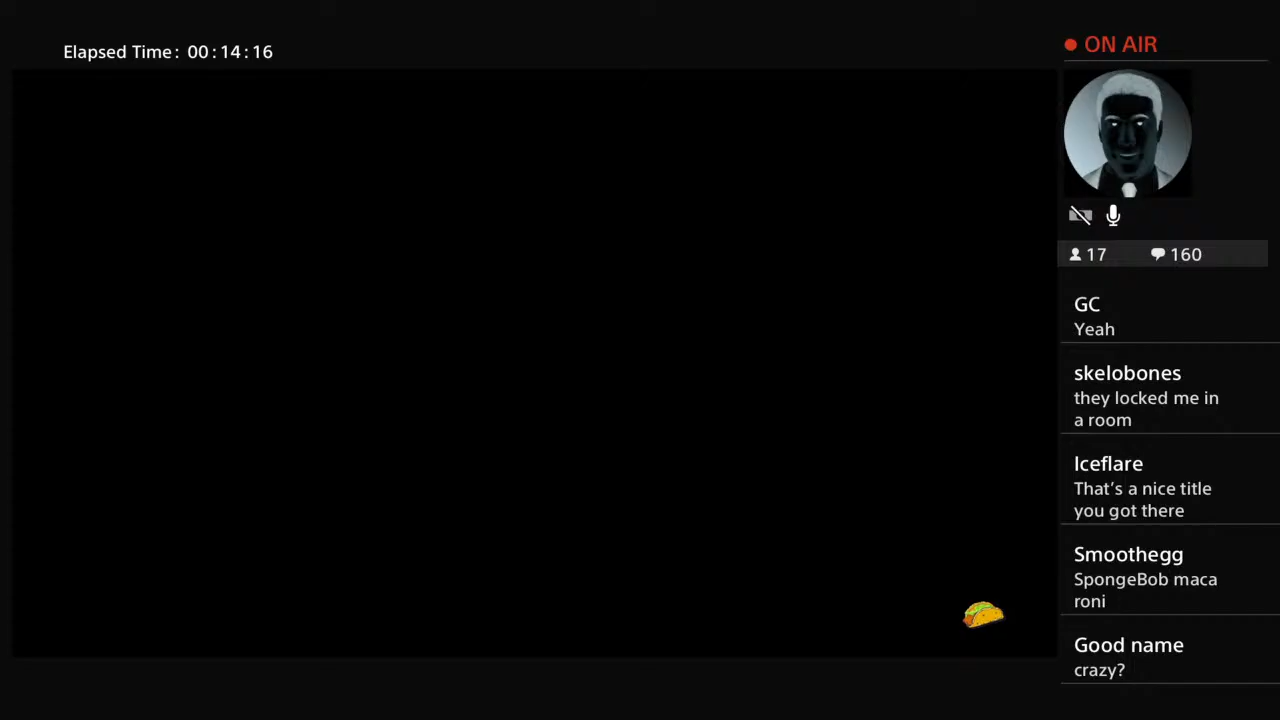 Elapsed Time: 00:14:16
ON AIR
17 160
GC
Yeah
skelobones
they locked me in
a room
Iceflare
That's a nice title
you got there
Smoothegg
SpongeBob maca
roni
Good name
crazy?